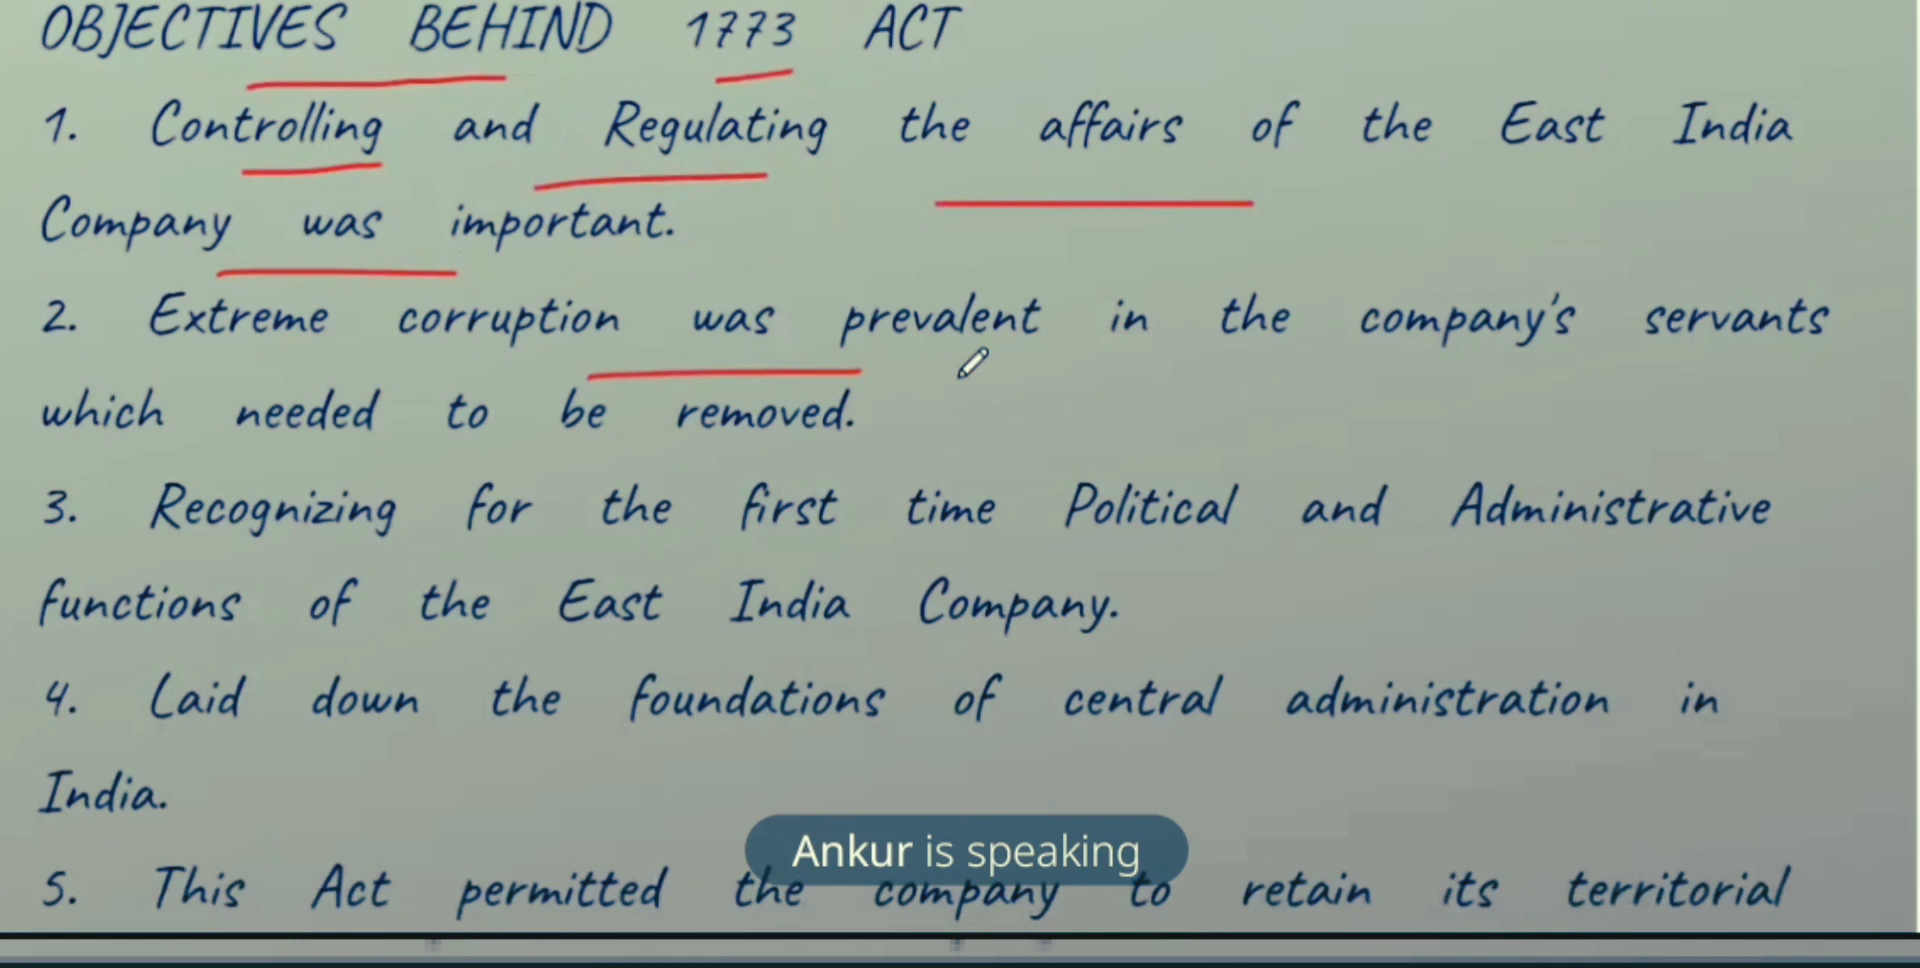 OBJECTIVES BEHIND 1773 ACT
1. Controlling and Regulating the affairs of the East India
Company was important.
2. Extreme corruption was prevalent in the company's servants
which needed to be removed.
3. Recognizing for the first time Political and Administrative
functions of the East India Company.
4. Laid down the foundations of central administration in
India.
Ankur is speaking
5. This Act permitted the company to retain its territorial